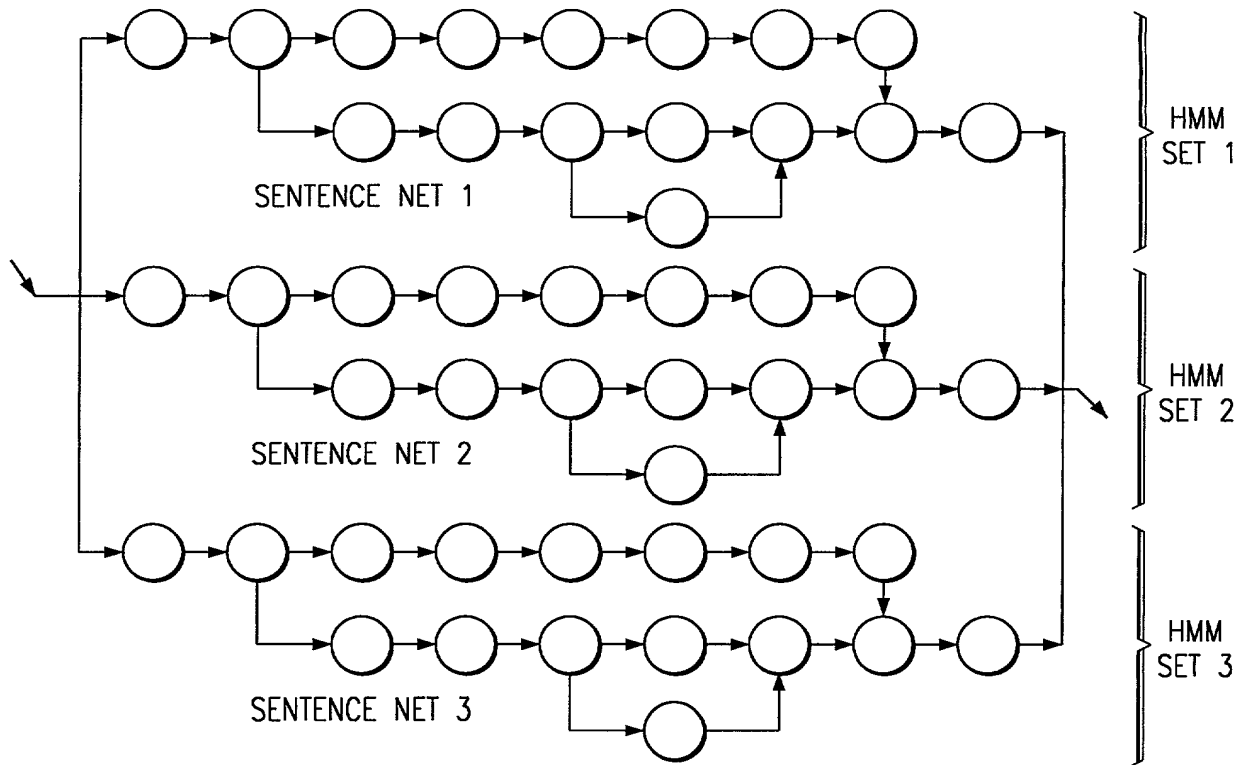 HMM
SET 1
SENTENCE NET 1
HMM
SET 2
SENTENCE NET 2
HMM
SET 3
SENTENCE NET 3